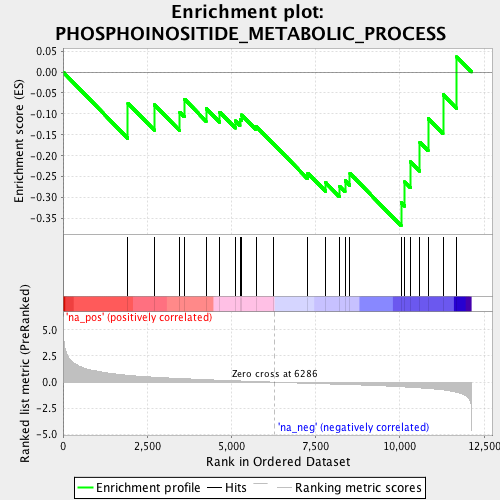 Enrichment plot:
PHOSPHOINOSITIDE_METABOLIC_PROCESS
Enrichment score (ES)
0.05
0.00
-0.05
-0.10
-0.15
-0.20
-0.25
-0.30
-0.35
'na_pos' (positively correlated)
Ranked list metric (PreRanked)
5.0
2.5
0.0
-2.5
-5.0
Zero cross at 6286
'na_neg' (negatively correlated)
0
2,500
5,000
7,500
10,000
12,500
Rank in Ordered Dataset
Enrichment profile
Hits
Ranking metric scores